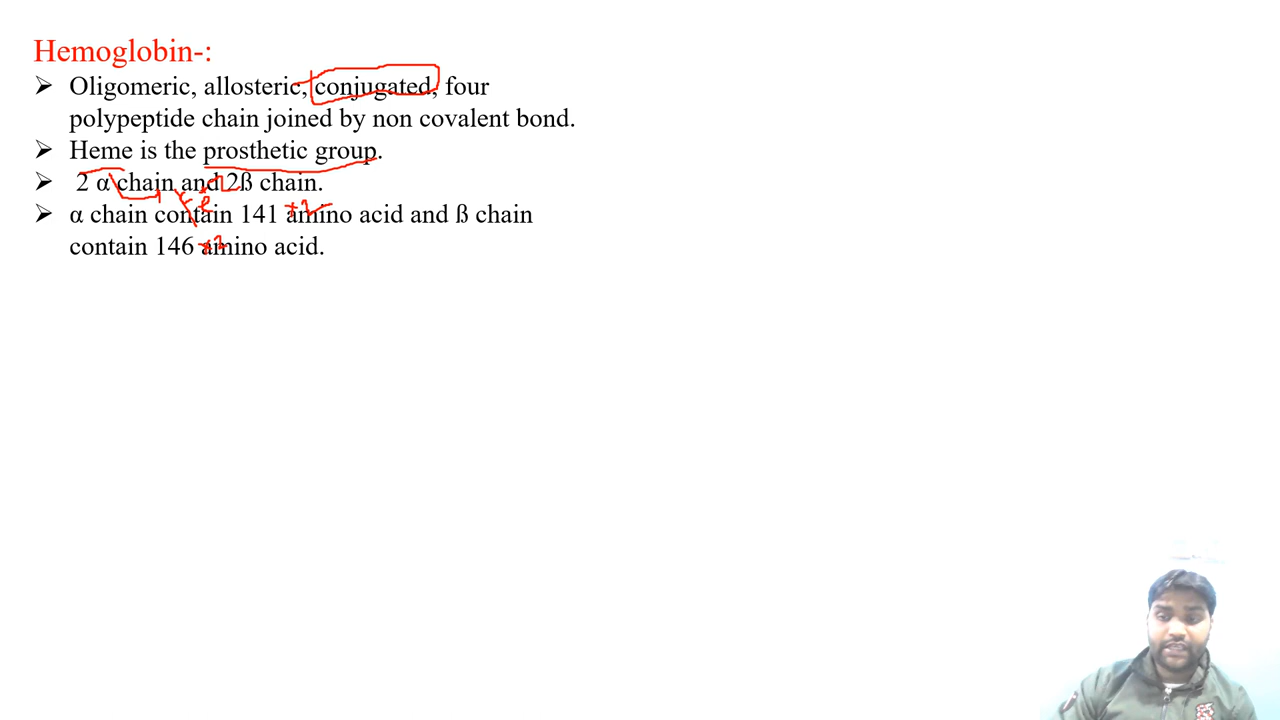 Hemoglobin-:
➢ Oligomeric, allosteric, conjugated, four
polypeptide chain joined by non covalent bond.
➢ Heme is the prosthetic group.
➢ 2 α chain and 2ß chain.
➢ α chain contain 141 amino acid and ß chain
contain 146 amino acid.